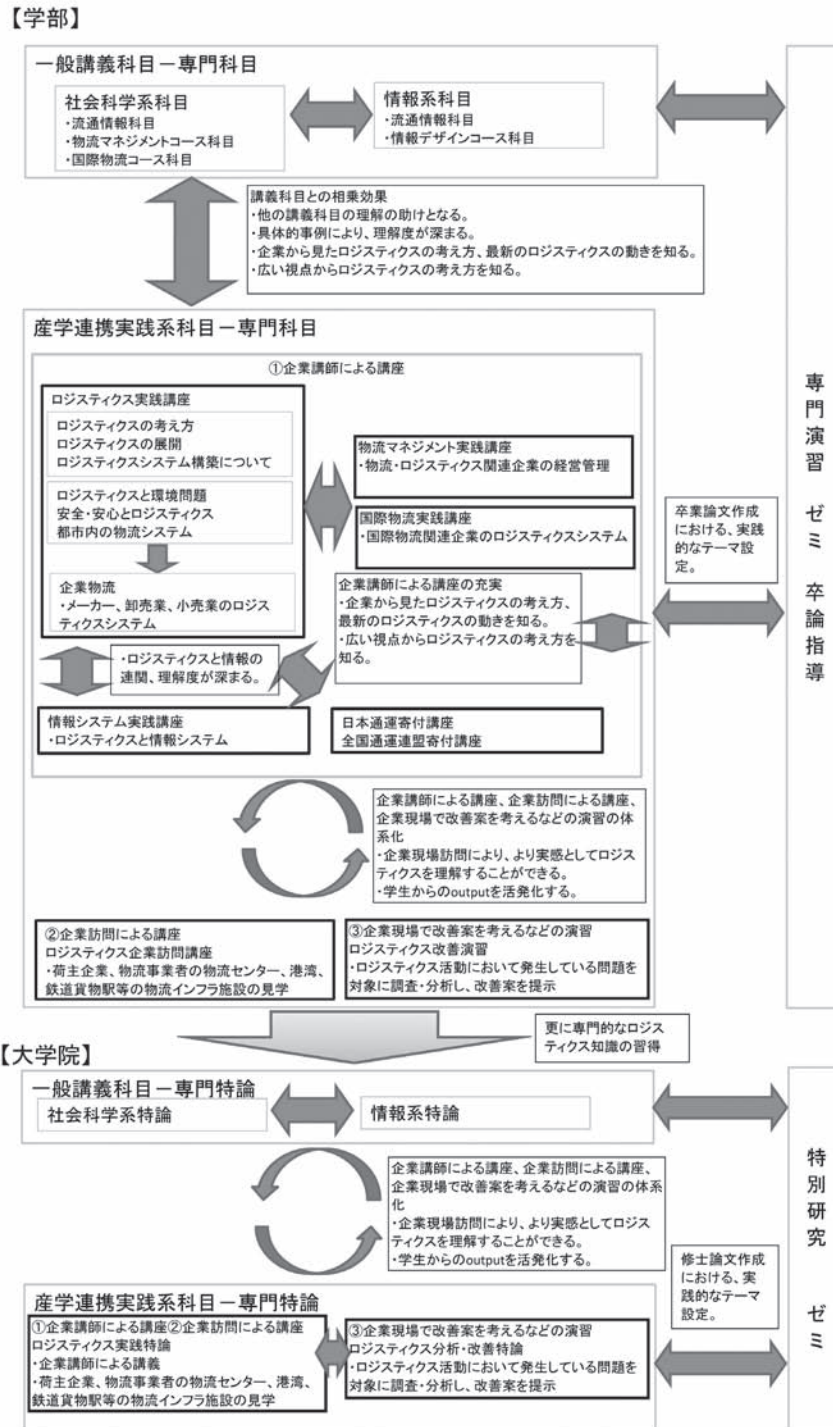 【学部】
一般講義科目－専門科目
社会科学系科目
・流通情報科目
・物流マネジメントコース科目
・国際物流コース科目
情報系科目
・流通情報科目
・情報デザインコース科目
講義科目との相乗効果
・他の講義科目の理解の助けとなる。
・具体的事例により、理解度が深まる。
・企業から見たロジスティクスの考え方、最新のロジスティクスの動きを知る。
・広い視点からロジスティクスの考え方を知る。
産学連携実践系科目－専門科目
①企業講師による講座
ロジスティクス実践講座
ロジスティクスの考え方
ロジスティクスの展開
ロジスティクスシステム構築について
ロジスティクスと環境問題
安全・安心とロジスティクス
都市内の物流システム
企業物流
・メーカー、卸売業、小売業のロジス
ティクスシステム
物流マネジメント実践講座
・物流・ロジスティクス関連企業の経営管理
国際物流実践講座
・国際物流関連企業のロジスティクスシステム
企業講師による講座の充実
・企業から見たロジスティクスの考え方、
最新のロジスティクスの動きを知る。
・広い視点からロジスティクスの考え方を
知る。
・ロジスティクスと情報の
連関、理解度が深まる。
情報システム実践講座
・ロジスティクスと情報システム
日本通運寄付講座
全国通運連盟寄付講座
企業講師による講座、企業訪問による講座、
企業現場で改善案を考えるなどの演習の体
系化
・企業現場訪問により、より実感としてロジス
ティクスを理解することができる。
・学生からのoutputを活発化する。
②企業訪問による講座
ロジスティクス企業訪問講座
・荷主企業、物流事業者の物流センター、港湾、
鉄道貨物駅等の物流インフラ施設の見学
③企業現場で改善案を考えるなどの演習
ロジスティクス改善演習
・ロジスティクス活動において発生している問題を
対象に調査・分析し、改善案を提示
卒業論文作成
における、実践
的なテーマ設
定。
専門演習 ゼミ 卒論指導
更に専門的なロジス
ティクス知識の習得
【大学院】
一般講義科目－専門特論
社会科学系特論
情報系特論
企業講師による講座、企業訪問による講座、
企業現場で改善案を考えるなどの演習の体系
化
・企業現場訪問により、より実感としてロジス
ティクスを理解することができる。
・学生からのoutputを活発化する。
産学連携実践系科目－専門特論
①企業講師による講座②企業訪問による講座
ロジスティクス実践特論
・企業講師による講義
・荷主企業、物流事業者の物流センター、港湾、
鉄道貨物駅等の物流インフラ施設の見学
③企業現場で改善案を考えるなどの演習
ロジスティクス分析・改善特論
・ロジスティクス活動において発生している問題を
対象に調査・分析し、改善案を提示
修士論文作成
における、実
践的なテーマ
設定。
特別研究 ゼミ